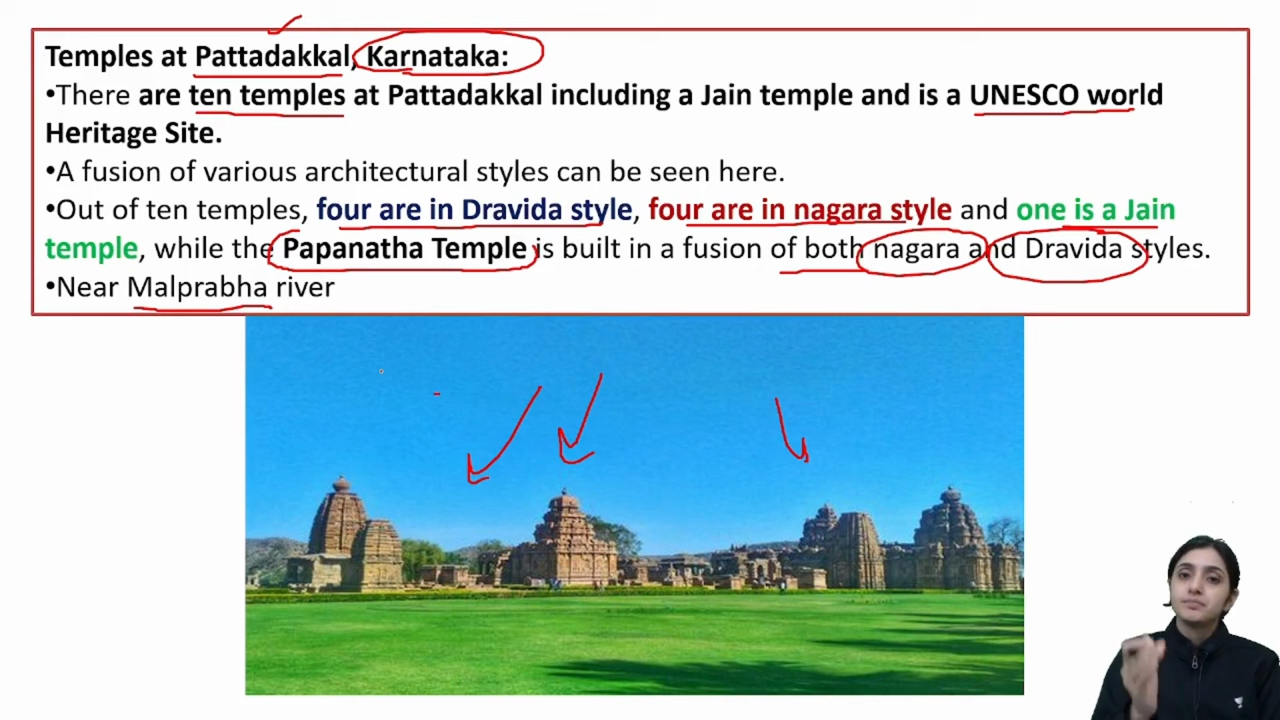 Temples at Pattadakkal, Karnataka:
•There are ten temples at Pattadakkal including a Jain temple and is a UNESCO world
Heritage Site.
•A fusion of various architectural styles can be seen here.
•Out of ten temples, four are in Dravida style, four are in nagara style and one is a Jain
temple, while the Papanatha Temple is built in a fusion of both nagara and Dravida styles.
•Near Malprabha river